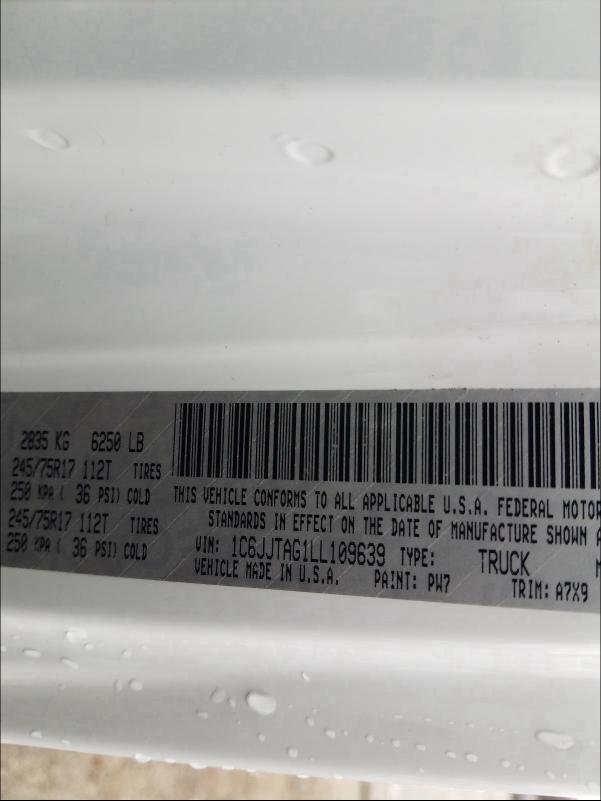 2835 KG 6250 LB
245/75R17 112T TIRES
250 KPA ( 36 PSI) COLD
245/75R17 112T TIRES
250 KPA ( 36 PSI) COLD
THIS VEHICLE CONFORMS TO ALL APPLICABLE U.S.A. FEDERAL MOTOR
STANDARDS IN EFFECT ON THE DATE OF MANUFACTURE SHOWN A
VIN: 1C6JJTAG1LL109639 TYPE: TRUCK M
VEHICLE MADE IN U.S.A. PAINT: PW7 TRIM: A7X9